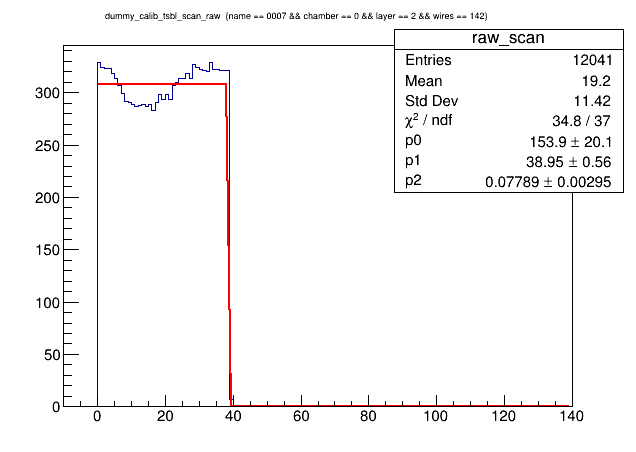 dummy_calib_tsbl_scan_raw (name == 0007 && chamber == 0 && layer == 2 && wires == 142)
raw_scan
Entries 12041
Mean 19.2
Std Dev 11.42
χ² / ndf 34.8 / 37
p0 153.9 ± 20.1
p1 38.95 ± 0.56
p2 0.07789 ± 0.00295
300
250
200
150
100
50
0
0 20 40 60 80 100 120 140